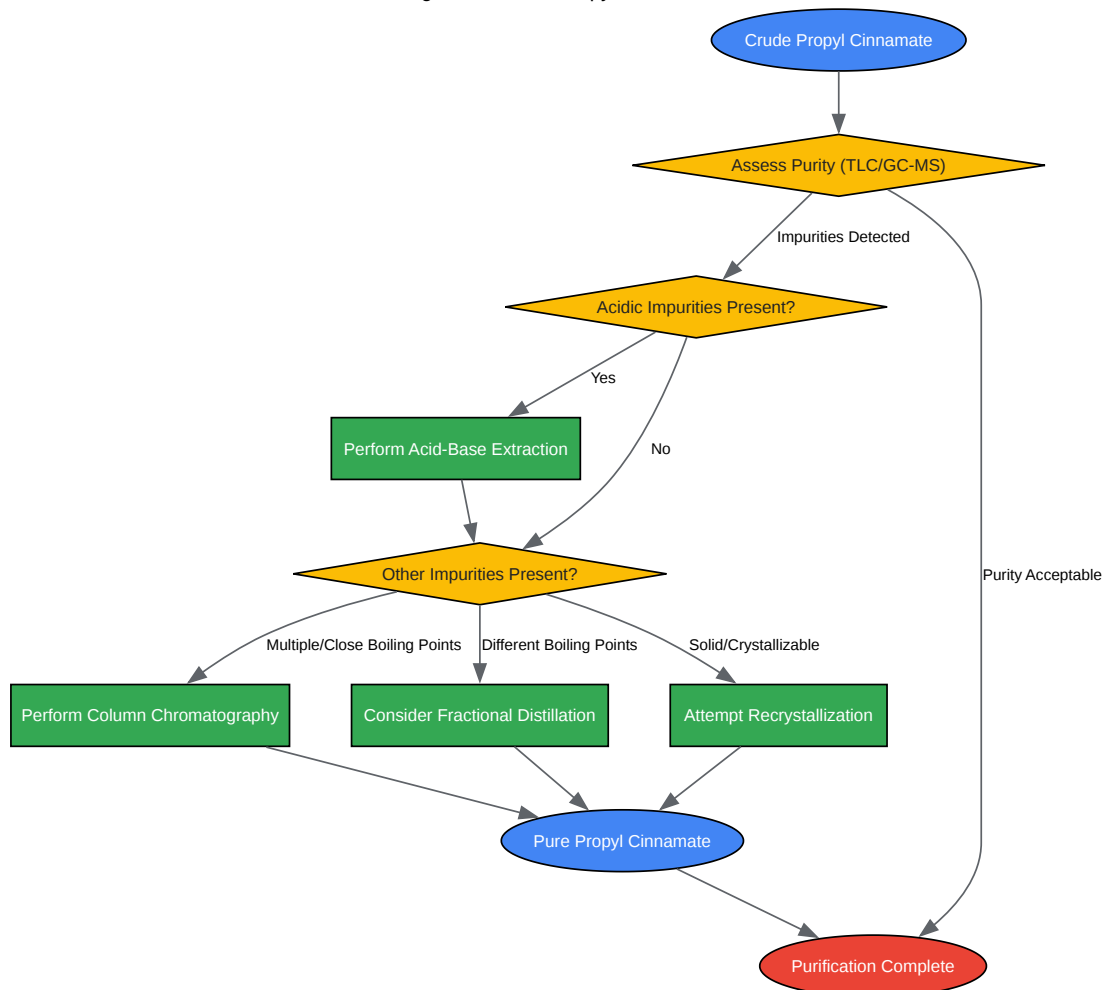 Crude Propyl Cinnamate
Assess Purity (TLC/GC-MS)
Impurities Detected
Acidic Impurities Present?
Yes
Perform Acid-Base Extraction
No
Other Impurities Present?
Purity Acceptable
Multiple/Close Boiling Points
Different Boiling Points
Solid/Crystallizable
Perform Column Chromatography
Consider Fractional Distillation
Attempt Recrystallization
Pure Propyl Cinnamate
Purification Complete